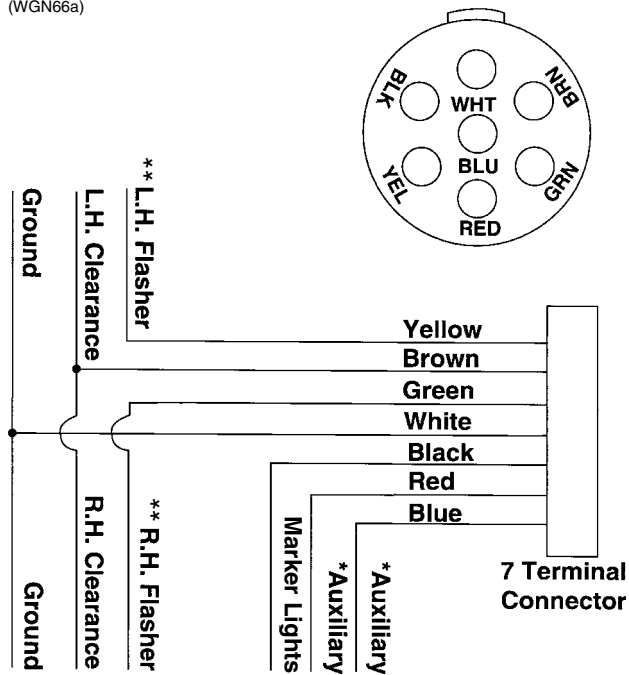 (WGN66a)
BLK
WHT
BRN
YEL
BLU
GRN
RED
Ground
L.H. Clearance
** L.H. Flasher
Yellow
Brown
Green
White
Black
Red
Blue
Ground
R.H. Clearance
** R.H. Flasher
Marker Lights
*Auxiliary
*Auxiliary
7 Terminal
Connector